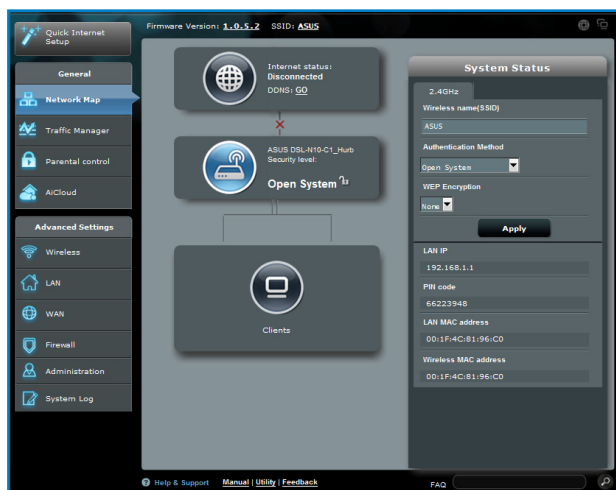 Quick Internet
Setup
Firmware Version: 1.0.5.2 SSID: ASUS
General
Network Map
Traffic Manager
Parental control
AiCloud
Advanced Settings
Wireless
LAN
WAN
Firewall
Administration
System Log
Internet status:
Disconnected
DDNS: GO
ASUS DSL-N10-C1_Hurb
Security level:
Open System
Clients
System Status
2.4GHz
Wireless name(SSID)
ASUS
Authentication Method
Open System
WEP Encryption
None
Apply
LAN IP
192.168.1.1
PIN code
66223948
LAN MAC address
00:1F:4C:81:96:C0
Wireless MAC address
00:1F:4C:81:96:C0
Help & Support Manual | Utility | Feedback
FAQ